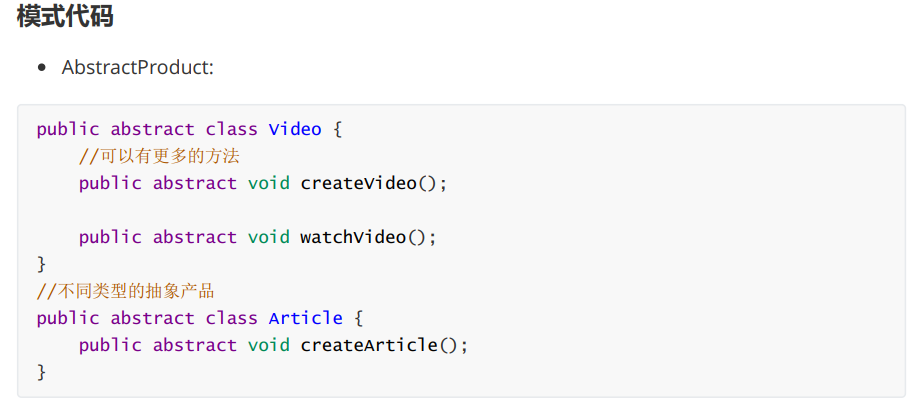 模式代码
• AbstractProduct:
public abstract class Video {
    //可以有更多的方法
    public abstract void createVideo();

    public abstract void watchVideo();
}
//不同类型的抽象产品
public abstract class Article {
    public abstract void createArticle();
}